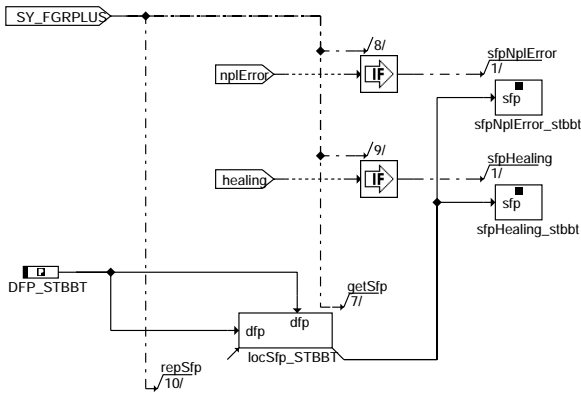 SY_FGRPLUS
8/
sfpNplError
1/
nplError
IF
sfp
sfpNplError_stbbt
9/
sfpHealing
1/
healing
IF
sfp
sfpHealing_stbbt
P
DFP_STBBT
getSfp
7/
dfp
dfp
locSfp_STBBT
repSfp
10/